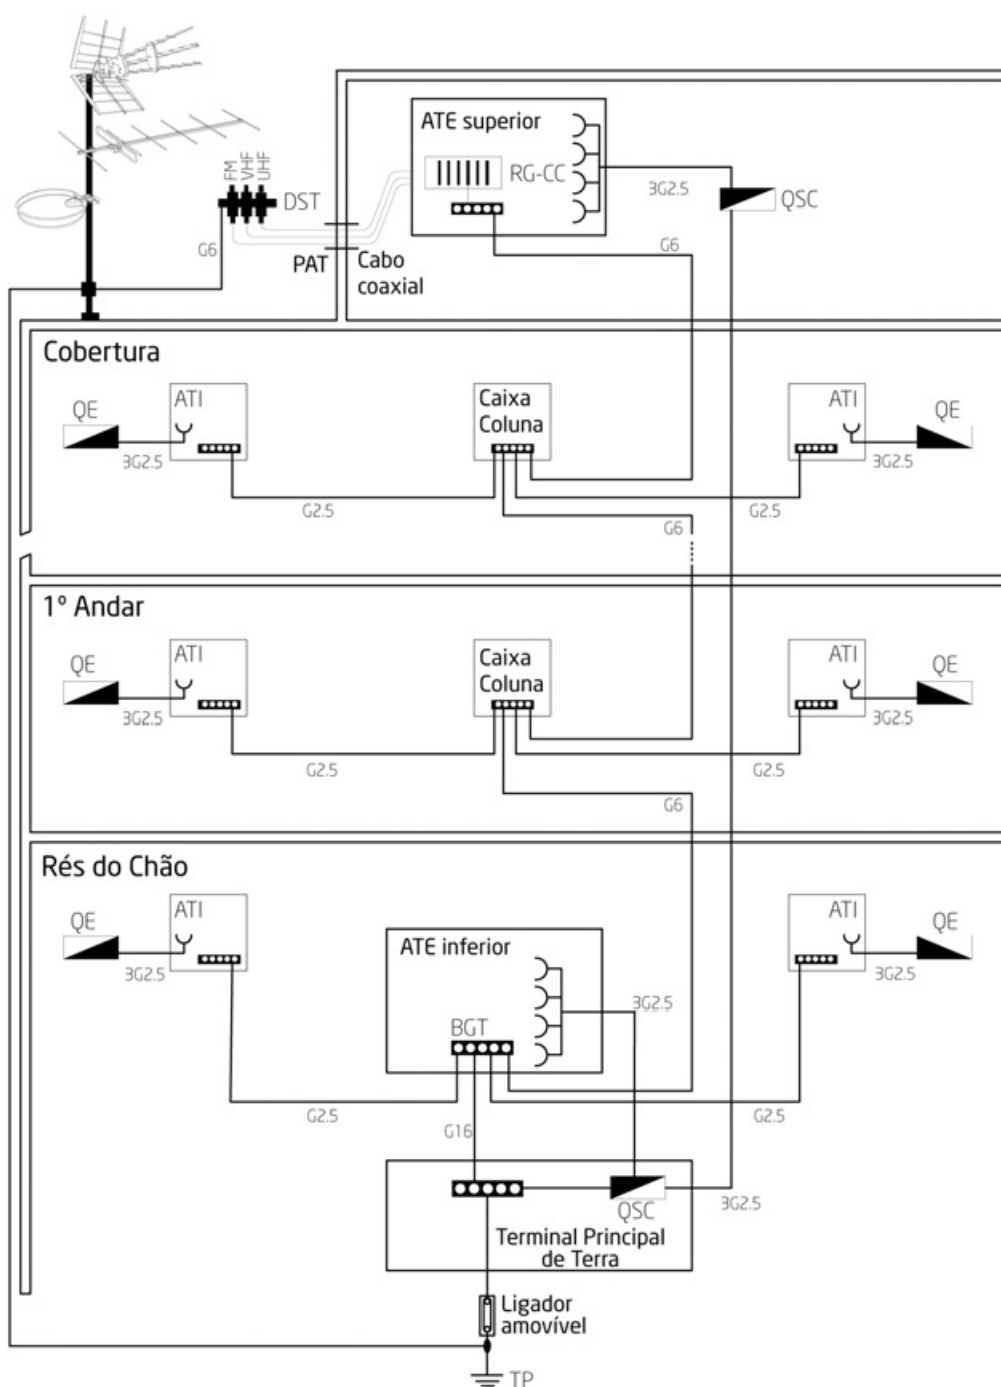 ATE superior
FM
VHF
UHF
DST
RG-CC
3G2.5
QSC
G6
G6
PAT
Cabo
coaxial
Cobertura
QE
ATI
3G2.5
Caixa
Coluna
ATI
QE
3G2.5
G2.5
G6
G2.5
1º Andar
QE
ATI
3G2.5
Caixa
Coluna
ATI
QE
3G2.5
G2.5
G2.5
G6
Rés do Chão
QE
ATI
3G2.5
ATE inferior
BGT
3G2.5
ATI
QE
3G2.5
G2.5
G16
G2.5
QSC
3G2.5
Terminal Principal
de Terra
Ligador
amovível
TP